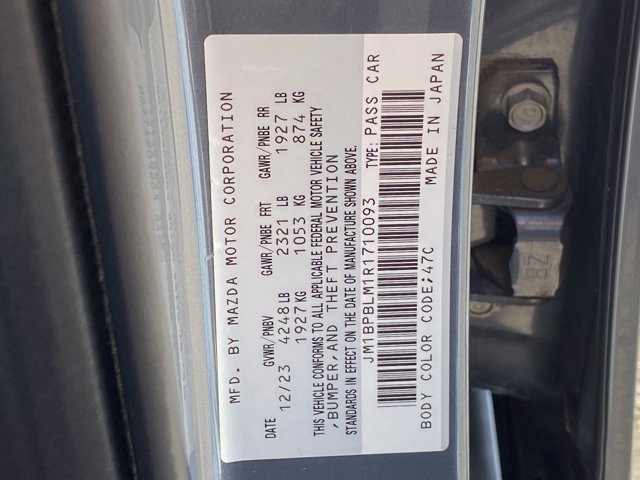 MFD. BY MAZDA MOTOR CORPORATION
DATE GVWR/PNBV GAWR/PNBE FRT GAWR/PNBE RR
12/23 4248 LB 2321 LB 1927 LB
1927 KG 1053 KG 874 KG
THIS VEHICLE CONFORMS TO ALL APPLICABLE FEDERAL MOTOR VEHICLE SAFETY
,BUMPER,AND THEFT PREVENTION
STANDARDS IN EFFECT ON THE DATE OF MANUFACTURE SHOWN ABOVE.
JM1BPBLM1R1710093 TYPE: PASS CAR
BODY COLOR CODE;47C MADE IN JAPAN